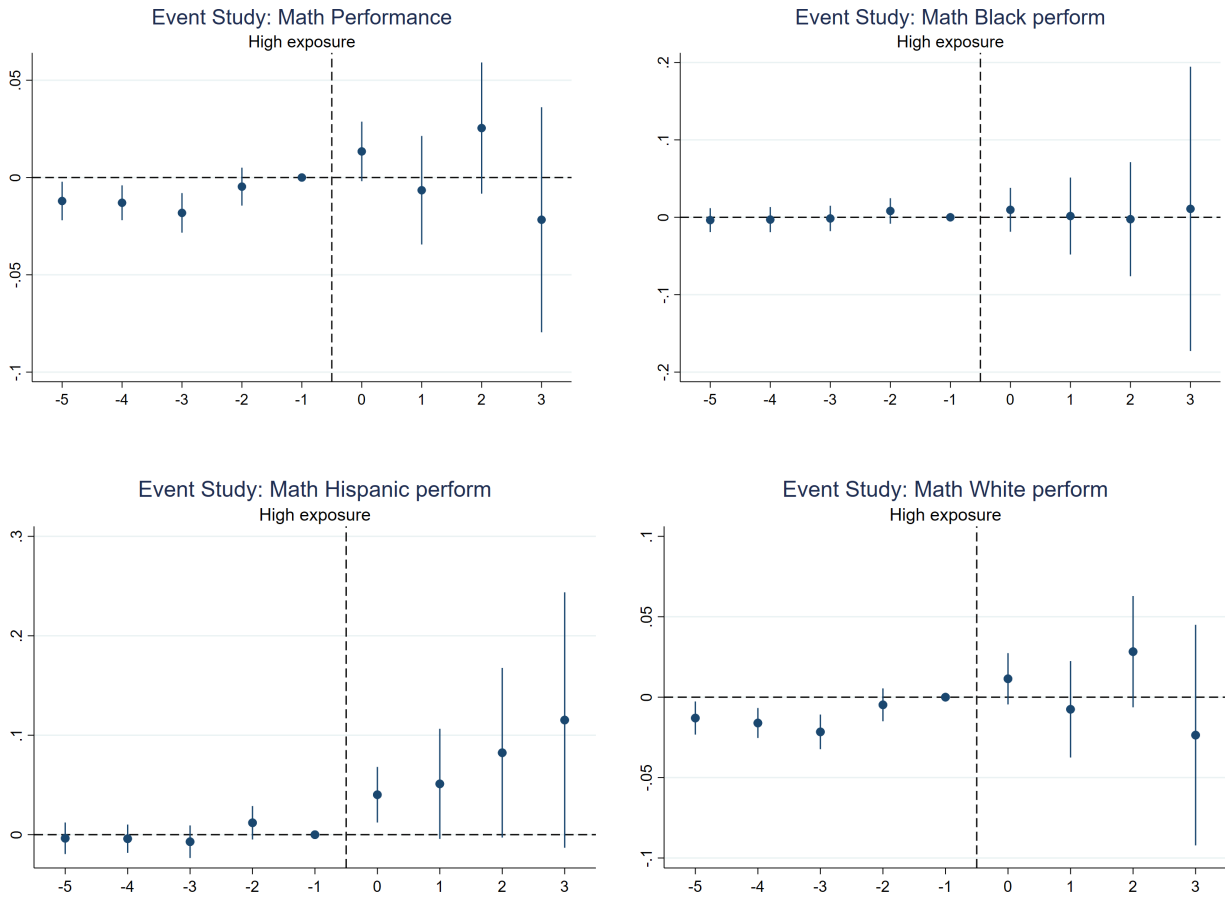 Event Study: Math Performance
High exposure
.05
0
-.05
-.1
-5 -4 -3 -2 -1 0 1 2 3
Event Study: Math Black perform
High exposure
.2
.1
0
-.1
-.2
-5 -4 -3 -2 -1 0 1 2 3
Event Study: Math Hispanic perform
High exposure
.3
.2
.1
0
-5 -4 -3 -2 -1 0 1 2 3
Event Study: Math White perform
High exposure
.1
.05
0
-.05
-.1
-5 -4 -3 -2 -1 0 1 2 3